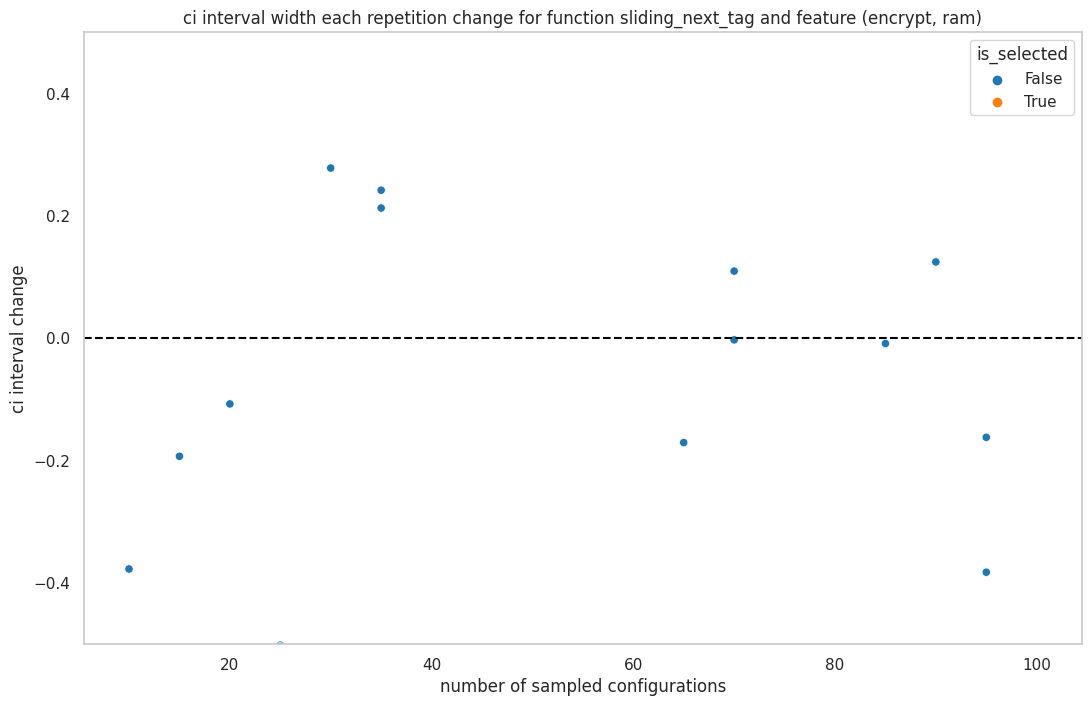 ci interval width each repetition change for function sliding_next_tag and feature (encrypt, ram)
is_selected
False
True
0.4
0.2
0.0
−0.2
−0.4
ci interval change
20
40
60
80
100
number of sampled configurations